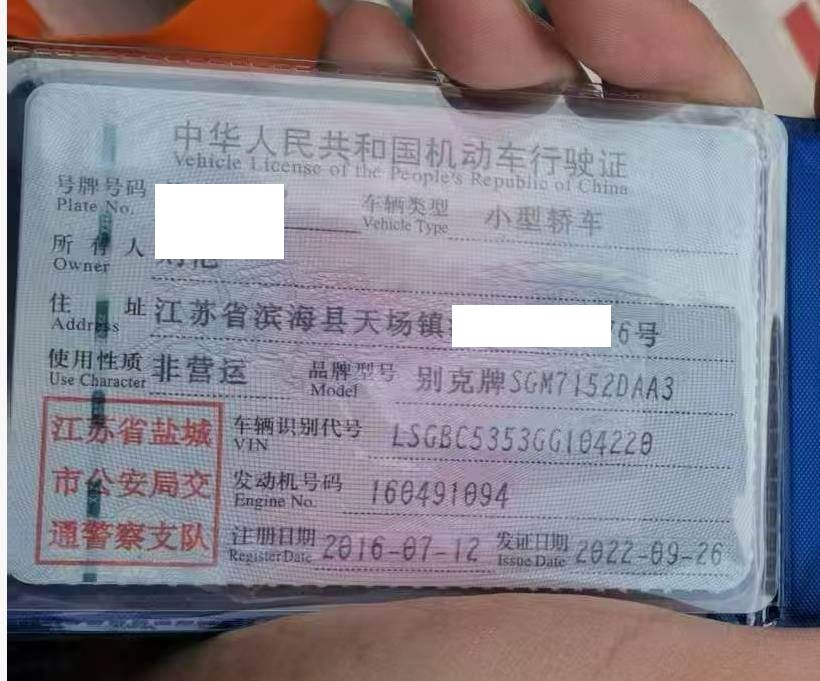 中华人民共和国机动车行驶证
Vehicle License of the People's Republic of China
号牌号码 车辆类型 小型轿车
Plate No. Vehicle Type
所有人
Owner
住址 江苏省滨海县天场镇 6号
Address
使用性质 非营运 品牌型号 别克牌SGM7152DAA3
Use Character Model
江苏省盐城
市公安局交
通警察支队
车辆识别代号 LSGBC5353GG104220
VIN
发动机号码 160491094
Engine No.
注册日期 2016-07-12 发证日期 2022-09-26
Register Date Issue Date